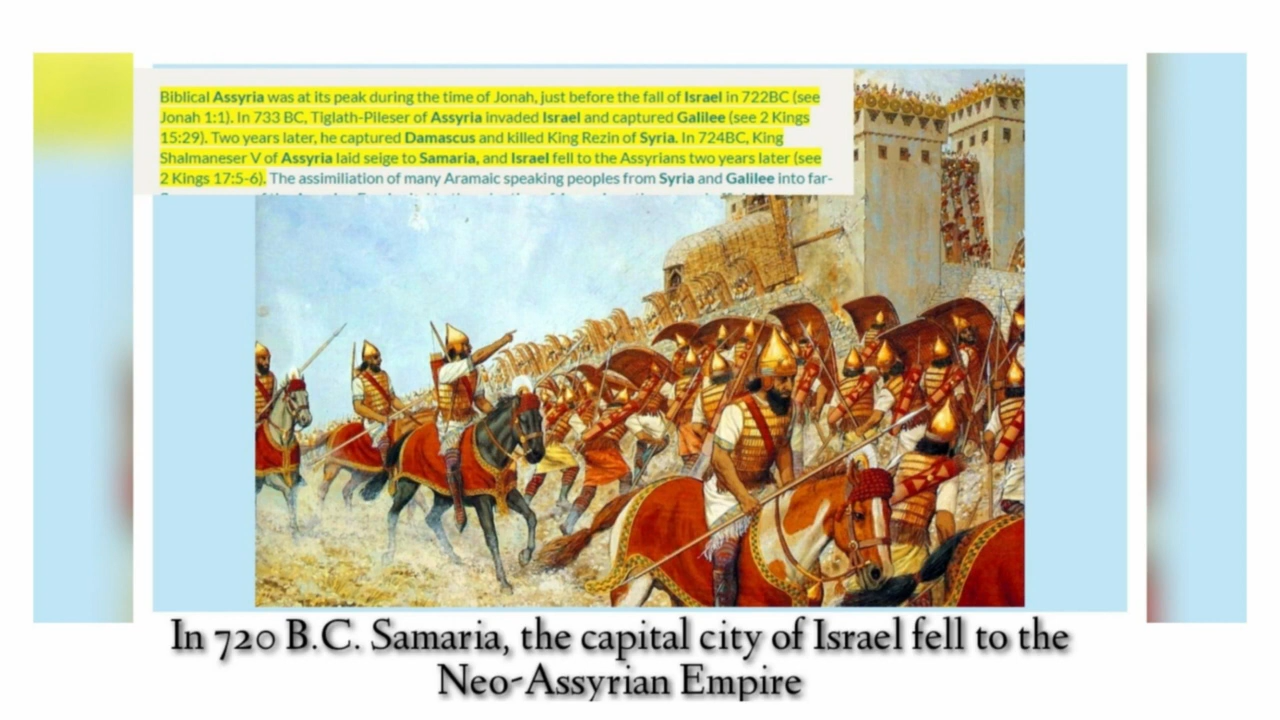 Biblical Assyria was at its peak during the time of Jonah, just before the fall of Israel in 722BC (see
Jonah 1:1). In 733 BC, Tiglath-Pileser of Assyria invaded Israel and captured Galilee (see 2 Kings
15:29). Two years later, he captured Damascus and killed King Rezin of Syria. In 724BC, King
Shalmaneser V of Assyria laid seige to Samaria, and Israel fell to the Assyrians two years later (see
2 Kings 17:5-6). The assimiliation of many Aramaic speaking peoples from Syria and Galilee into far-
In 720 B.C. Samaria, the capital city of Israel fell to the
Neo-Assyrian Empire